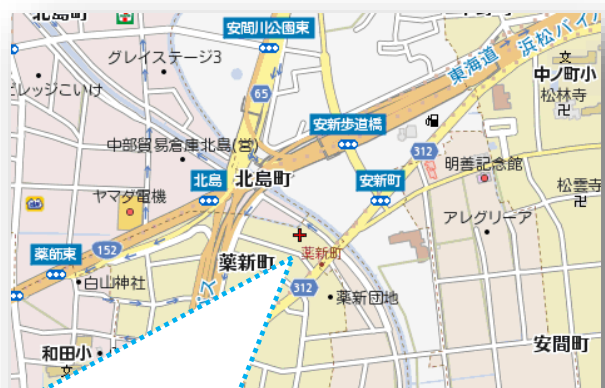 北島町
安間川公園東
グレイステージ3
ビレッジこいけ
65
東海道
浜松バイ
中ノ町小
松林寺
安新歩道橋
中部貿易倉庫北島(営)
312
明善記念館
北島
北島町
安新町
松雲寺
ヤマダ電機
アレグリーア
薬師東
152
薬新町
薬新町
白山神社
312
薬新団地
ス
和田小
安間町